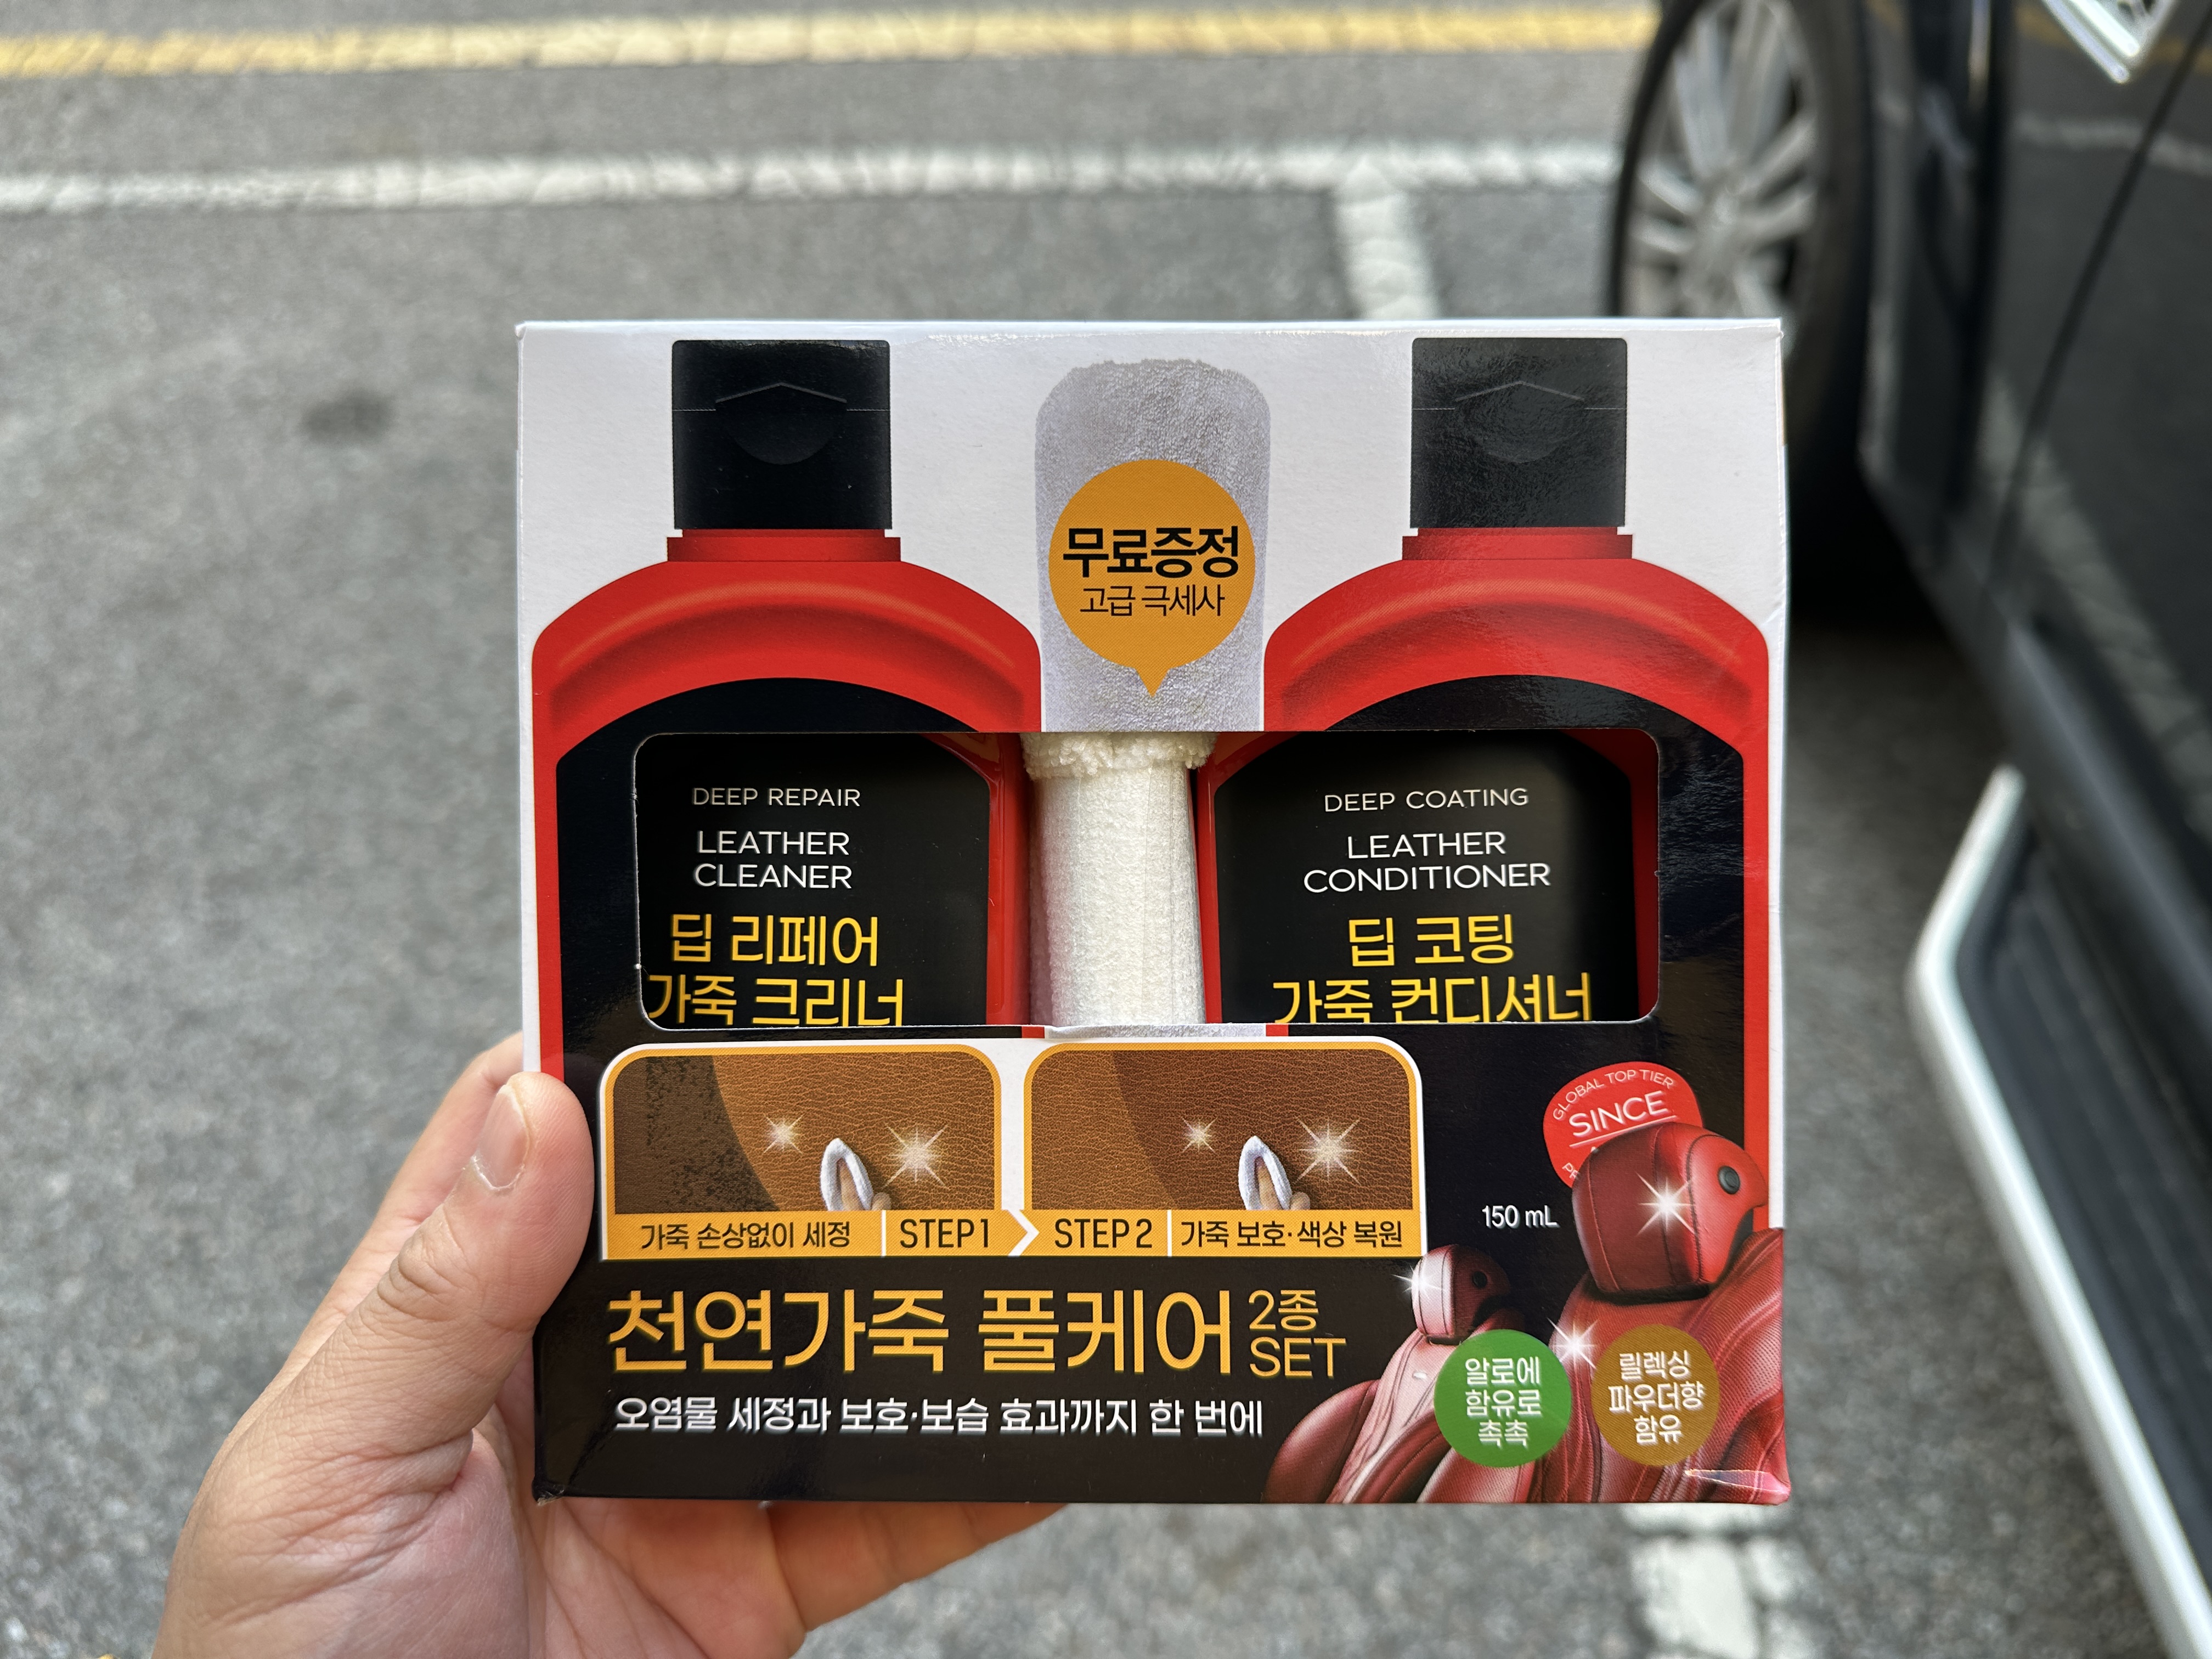 무료증정
고급 극세사
DEEP REPAIR
LEATHER
CLEANER
딥 리페어
가죽 크리너
DEEP COATING
LEATHER
CONDITIONER
딥 코팅
가죽 컨디셔너
가죽 손상없이 세정
STEP 1
STEP 2
가죽 보호·색상 복원
GLOBAL TOP TIER
SINCE
150 mL
천연가죽 풀케어 2종
SET
오염물 세정과 보호·보습 효과까지 한 번에
알로에
함유로
촉촉
릴렉싱
파우더향
함유